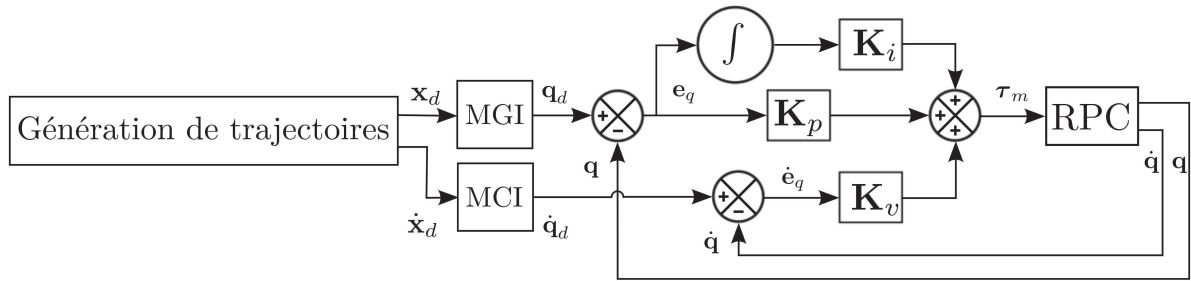 ∫
K_i
x_d
q_d
e_q
τ_m
Génération de trajectoires
MGI
K_p
RPC
q
q̇
q
ė_q
MCI
K_v
ẋ_d
q̇_d
q̇